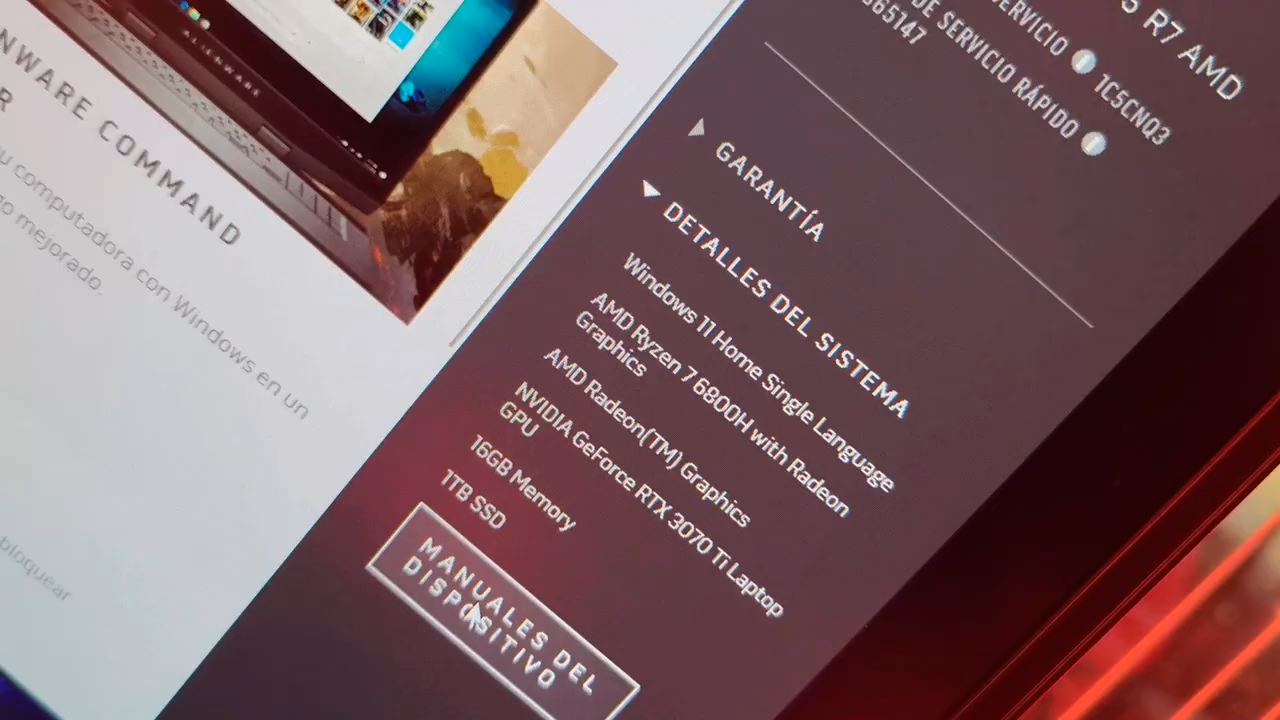 ALIENWARE
NWARE COMMAND
R
computadora con Windows en un
mejorado.
bloquear
R7 AMD
SERVICIO 1C5CNQ3
DE SERVICIO RÁPIDO
365147
GARANTÍA
DETALLES DEL SISTEMA
Windows 11 Home Single Language
AMD Ryzen 7 6800H with Radeon
Graphics
AMD Radeon(TM) Graphics
NVIDIA GeForce RTX 3070 Ti Laptop
GPU
16GB Memory
1TB SSD
MANUALES DEL
DISPOSITIVO